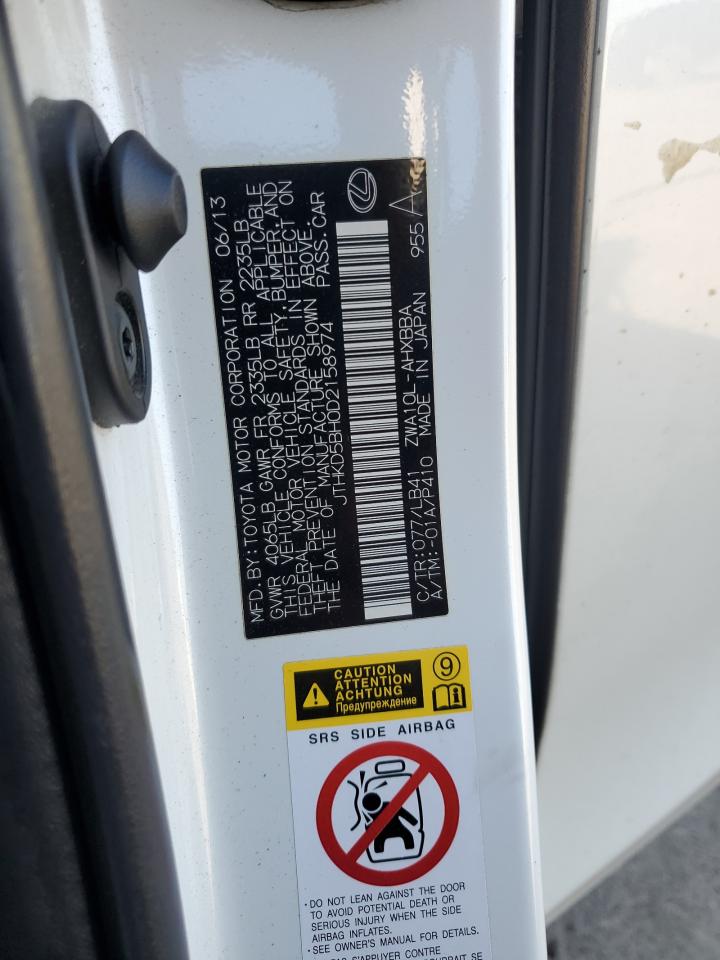 MFD. BY: TOYOTA MOTOR CORPORATION 06/13
GVWR 4065LB GAWR FR 2335LB RR 2235LB
THIS VEHICLE CONFORMS TO ALL APPLICABLE
FEDERAL MOTOR VEHICLE SAFETY, BUMPER, AND
THEFT PREVENTION STANDARDS IN EFFECT ON
THE DATE OF MANUFACTURE SHOWN ABOVE.
JTHKD5BH0D2158974 PASS. CAR
C/TR: 077/LB41 ZWA10L-AHXBBA
A/TM: -01A/P410 MADE IN JAPAN 955 A
CAUTION
ATTENTION
ACHTUNG
Предупреждение
9
SRS SIDE AIRBAG
・DO NOT LEAN AGAINST THE DOOR
TO AVOID POTENTIAL DEATH OR
SERIOUS INJURY WHEN THE SIDE
AIRBAG INFLATES.
・SEE OWNER'S MANUAL FOR DETAILS.
PAS S'APPUYER CONTRE